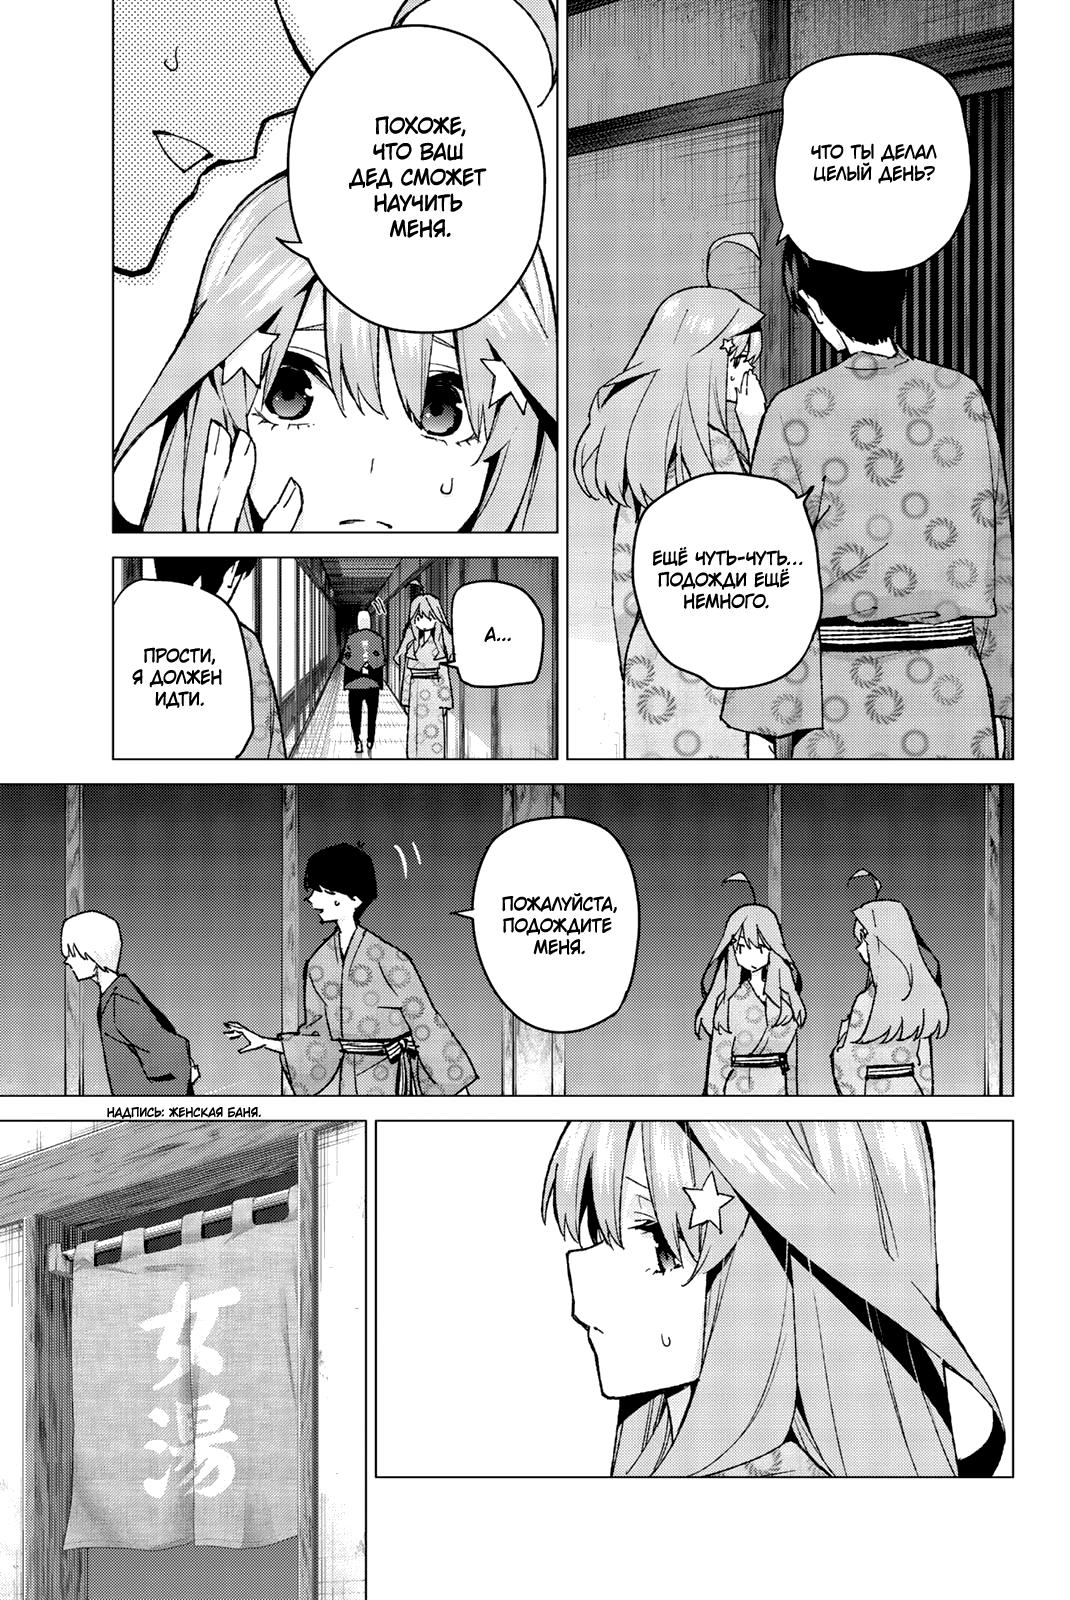 ЧТО ТЫ ДЕЛАЛ
ЦЕЛЫЙ ДЕНЬ?
ЕЩЁ ЧУТЬ-ЧУТЬ...
ПОДОЖДИ ЕЩЁ
НЕМНОГО.
ПОХОЖЕ,
ЧТО ВАШ
ДЕД СМОЖЕТ
НАУЧИТЬ
МЕНЯ.
А...
ПРОСТИ,
Я ДОЛЖЕН
ИДТИ.
ПОЖАЛУЙСТА,
ПОДОЖДИТЕ
МЕНЯ.
НАДПИСЬ: ЖЕНСКАЯ БАНЯ.
女湯